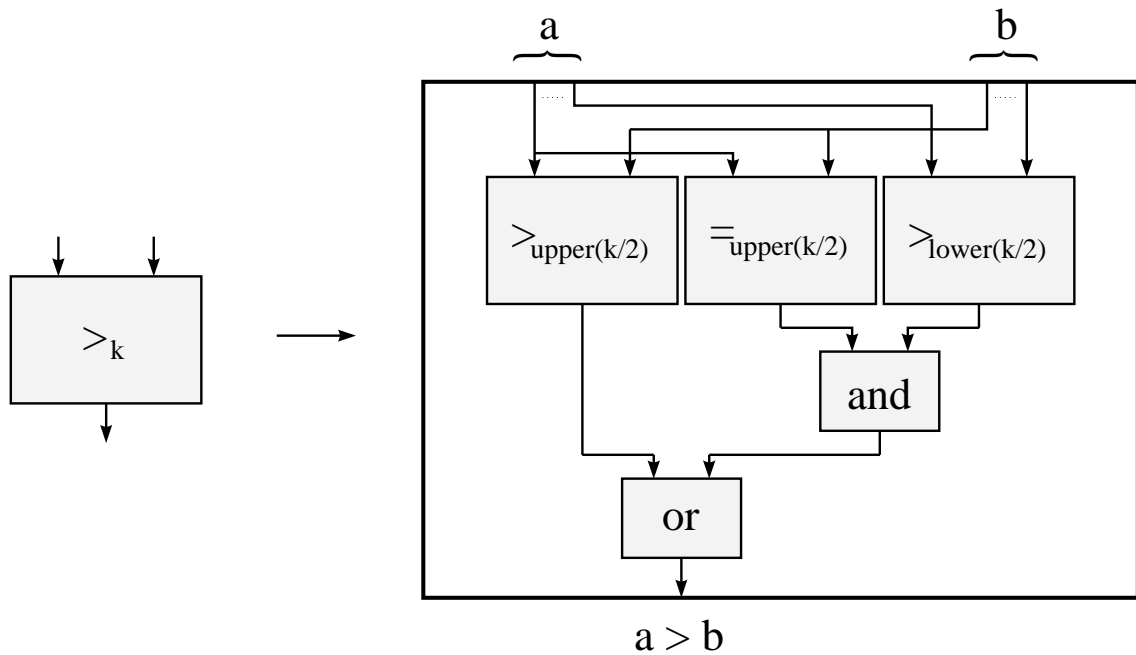 a b
>upper(k/2) =upper(k/2) >lower(k/2)
>k
and
or
a > b